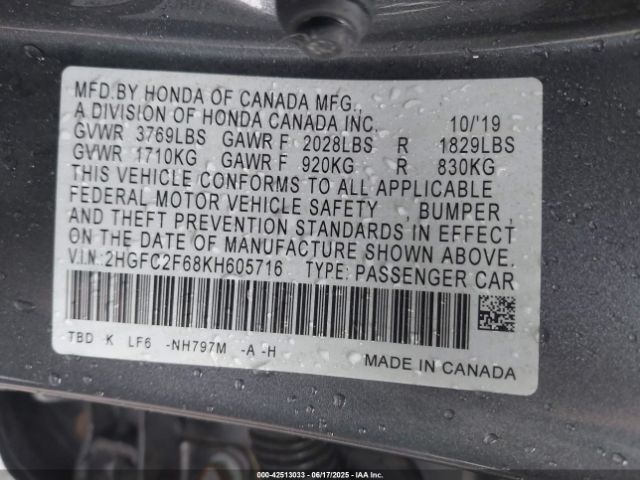 MFD.BY HONDA OF CANADA MFG.,
A DIVISION OF HONDA CANADA INC. 10/'19
GVWR 3769LBS GAWR F 2028LBS R 1829LBS
GVWR 1710KG GAWR F 920KG R 830KG
THIS VEHICLE CONFORMS TO ALL APPLICABLE
FEDERAL MOTOR VEHICLE SAFETY , BUMPER ,
AND THEFT PREVENTION STANDARDS IN EFFECT
ON THE DATE OF MANUFACTURE SHOWN ABOVE.
V.I.N.:2HGFC2F68KH605716 TYPE: PASSENGER CAR
TBD K LF6 -NH797M -A -H
MADE IN CANADA
000-42513033 - 06/17/2025 - IAA Inc.